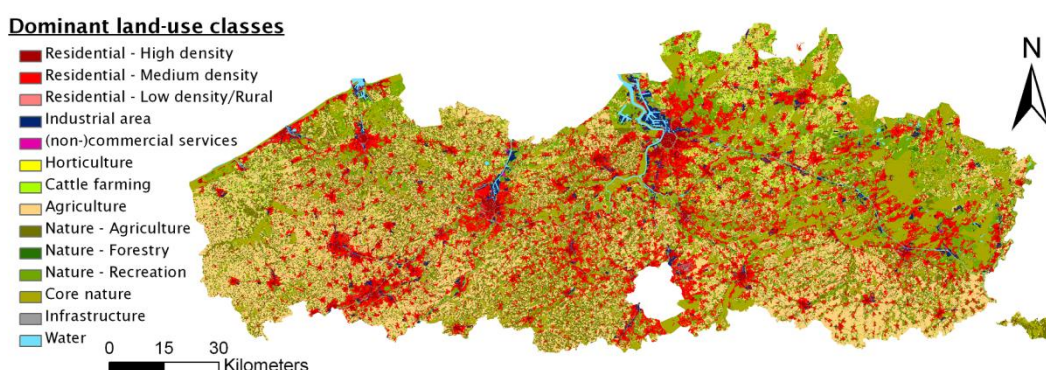 Dominant land-use classes
Residential - High density
Residential - Medium density
Residential - Low density/Rural
Industrial area
(non-)commercial services
Horticulture
Cattle farming
Agriculture
Nature - Agriculture
Nature - Forestry
Nature - Recreation
Core nature
Infrastructure
Water
0 15 30
Kilometers
N